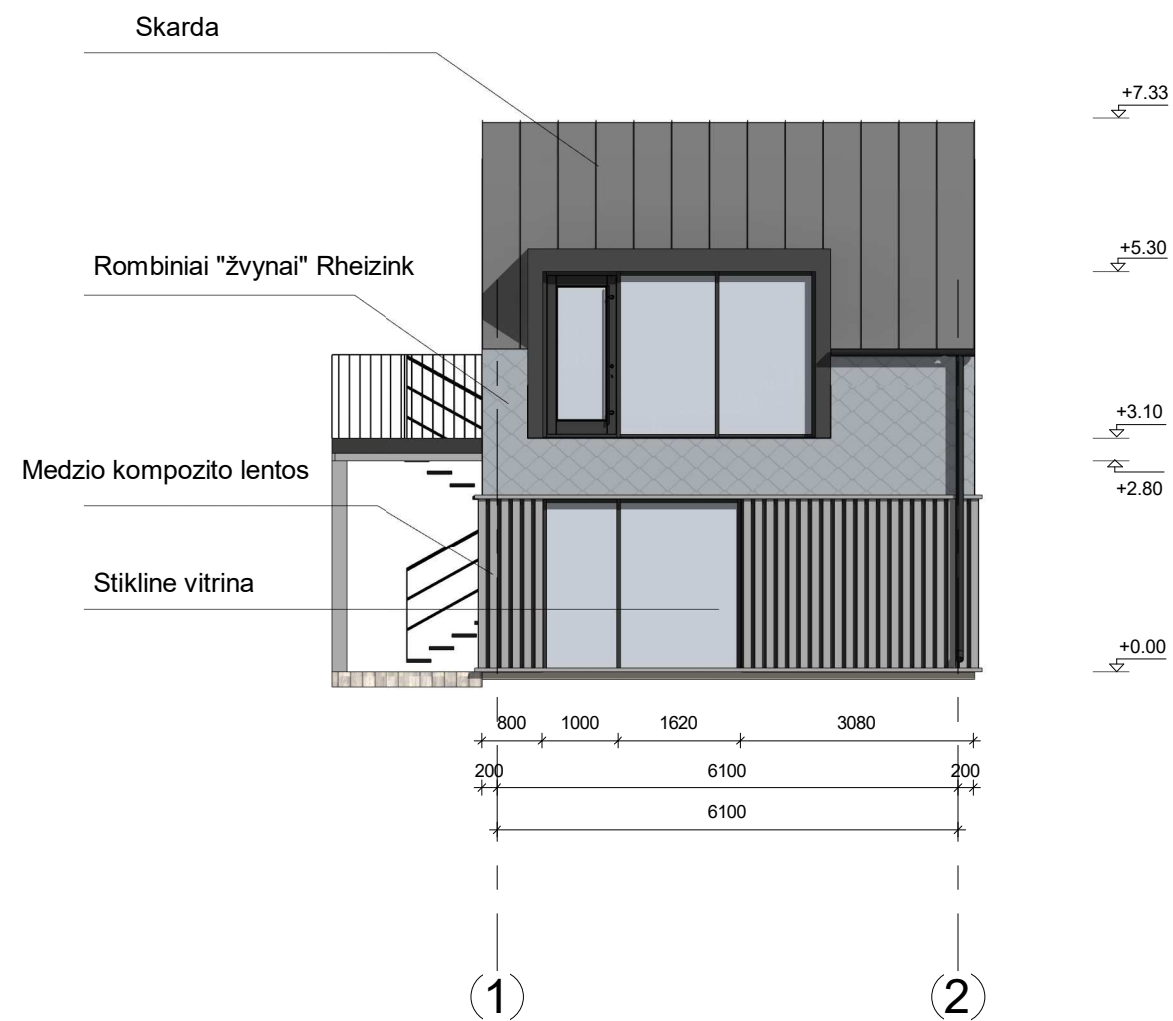 Skarda
+7.33
+5.30
Rombiniai "žvynai" Rheizink
+3.10
Medzio kompozito lentos
+2.80
Stikline vitrina
+0.00
800 1000 1620 3080
200 6100 200
6100
1 2